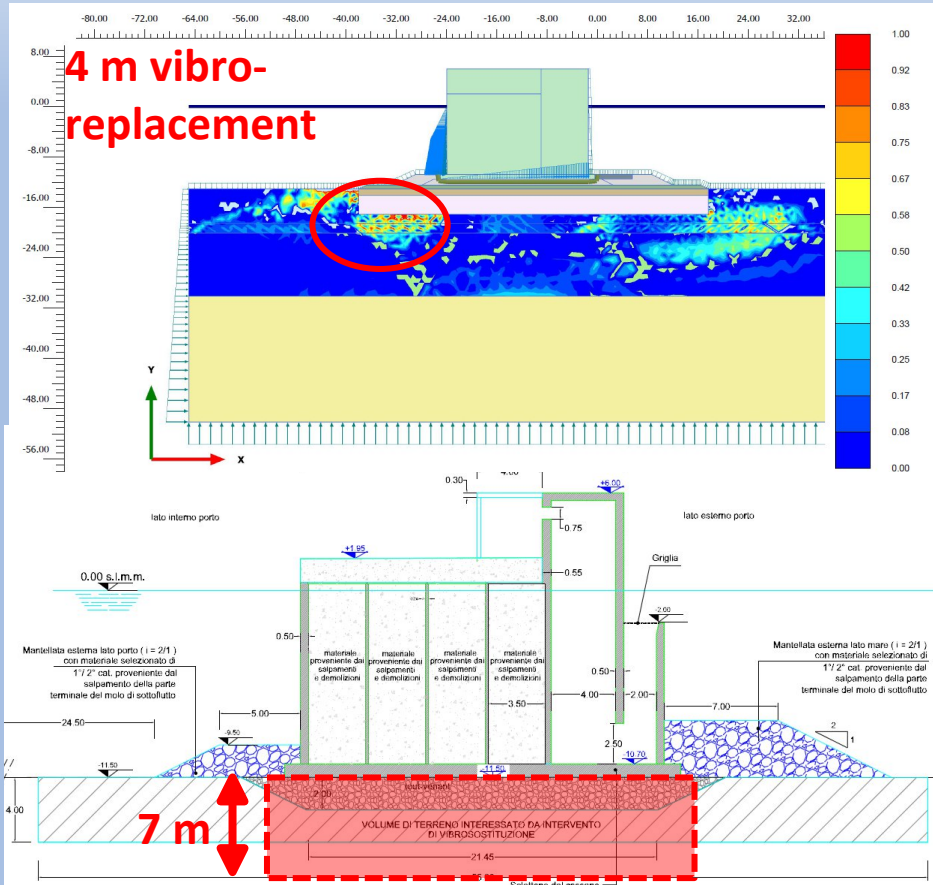 -80.00 -72.00 -64.00 -56.00 -48.00 -40.00 -32.00 -24.00 -16.00 -8.00 0.00 8.00 16.00 24.00 32.00
4 m vibro-
replacement
8.00
0.00
-8.00
-16.00
-24.00
-32.00
-40.00
-48.00
-56.00
Y
X
1.00
0.92
0.83
0.75
0.67
0.58
0.50
0.42
0.33
0.25
0.17
0.08
0.00
0.30
+6.00
lato interno porto
lato esterno porto
0.75
+1.85
Griglia
0.00 s.l.m.m.
0.55
-2.00
0.50
Mantellata esterna lato porto ( i = 2/1 )
con materiale selezionato di
1°/ 2° cat. proveniente dal
salpamento della parte
terminale del molo di sottoflutto
materiale
proveniente dai
salpamenti
e demolizioni
materiale
proveniente dai
salpamenti
e demolizioni
materiale
proveniente dai
salpamenti
e demolizioni
materiale
proveniente dai
salpamenti
e demolizioni
Mantellata esterna lato mare ( i = 2/1 )
con materiale selezionato di
1°/ 2° cat. proveniente dal
salpamento della parte
terminale del molo di sottoflutto
0.50
4.00
2.00
3.50
24.50
5.00
7.00
-9.50
2
1
2.50
-10.70
-11.50
-11.50
tout-venant
2.00
4.00
7 m
VOLUME DI TERRENO INTERESSATO DA INTERVENTO
DI VIBROSOSTITUZIONE
21.45